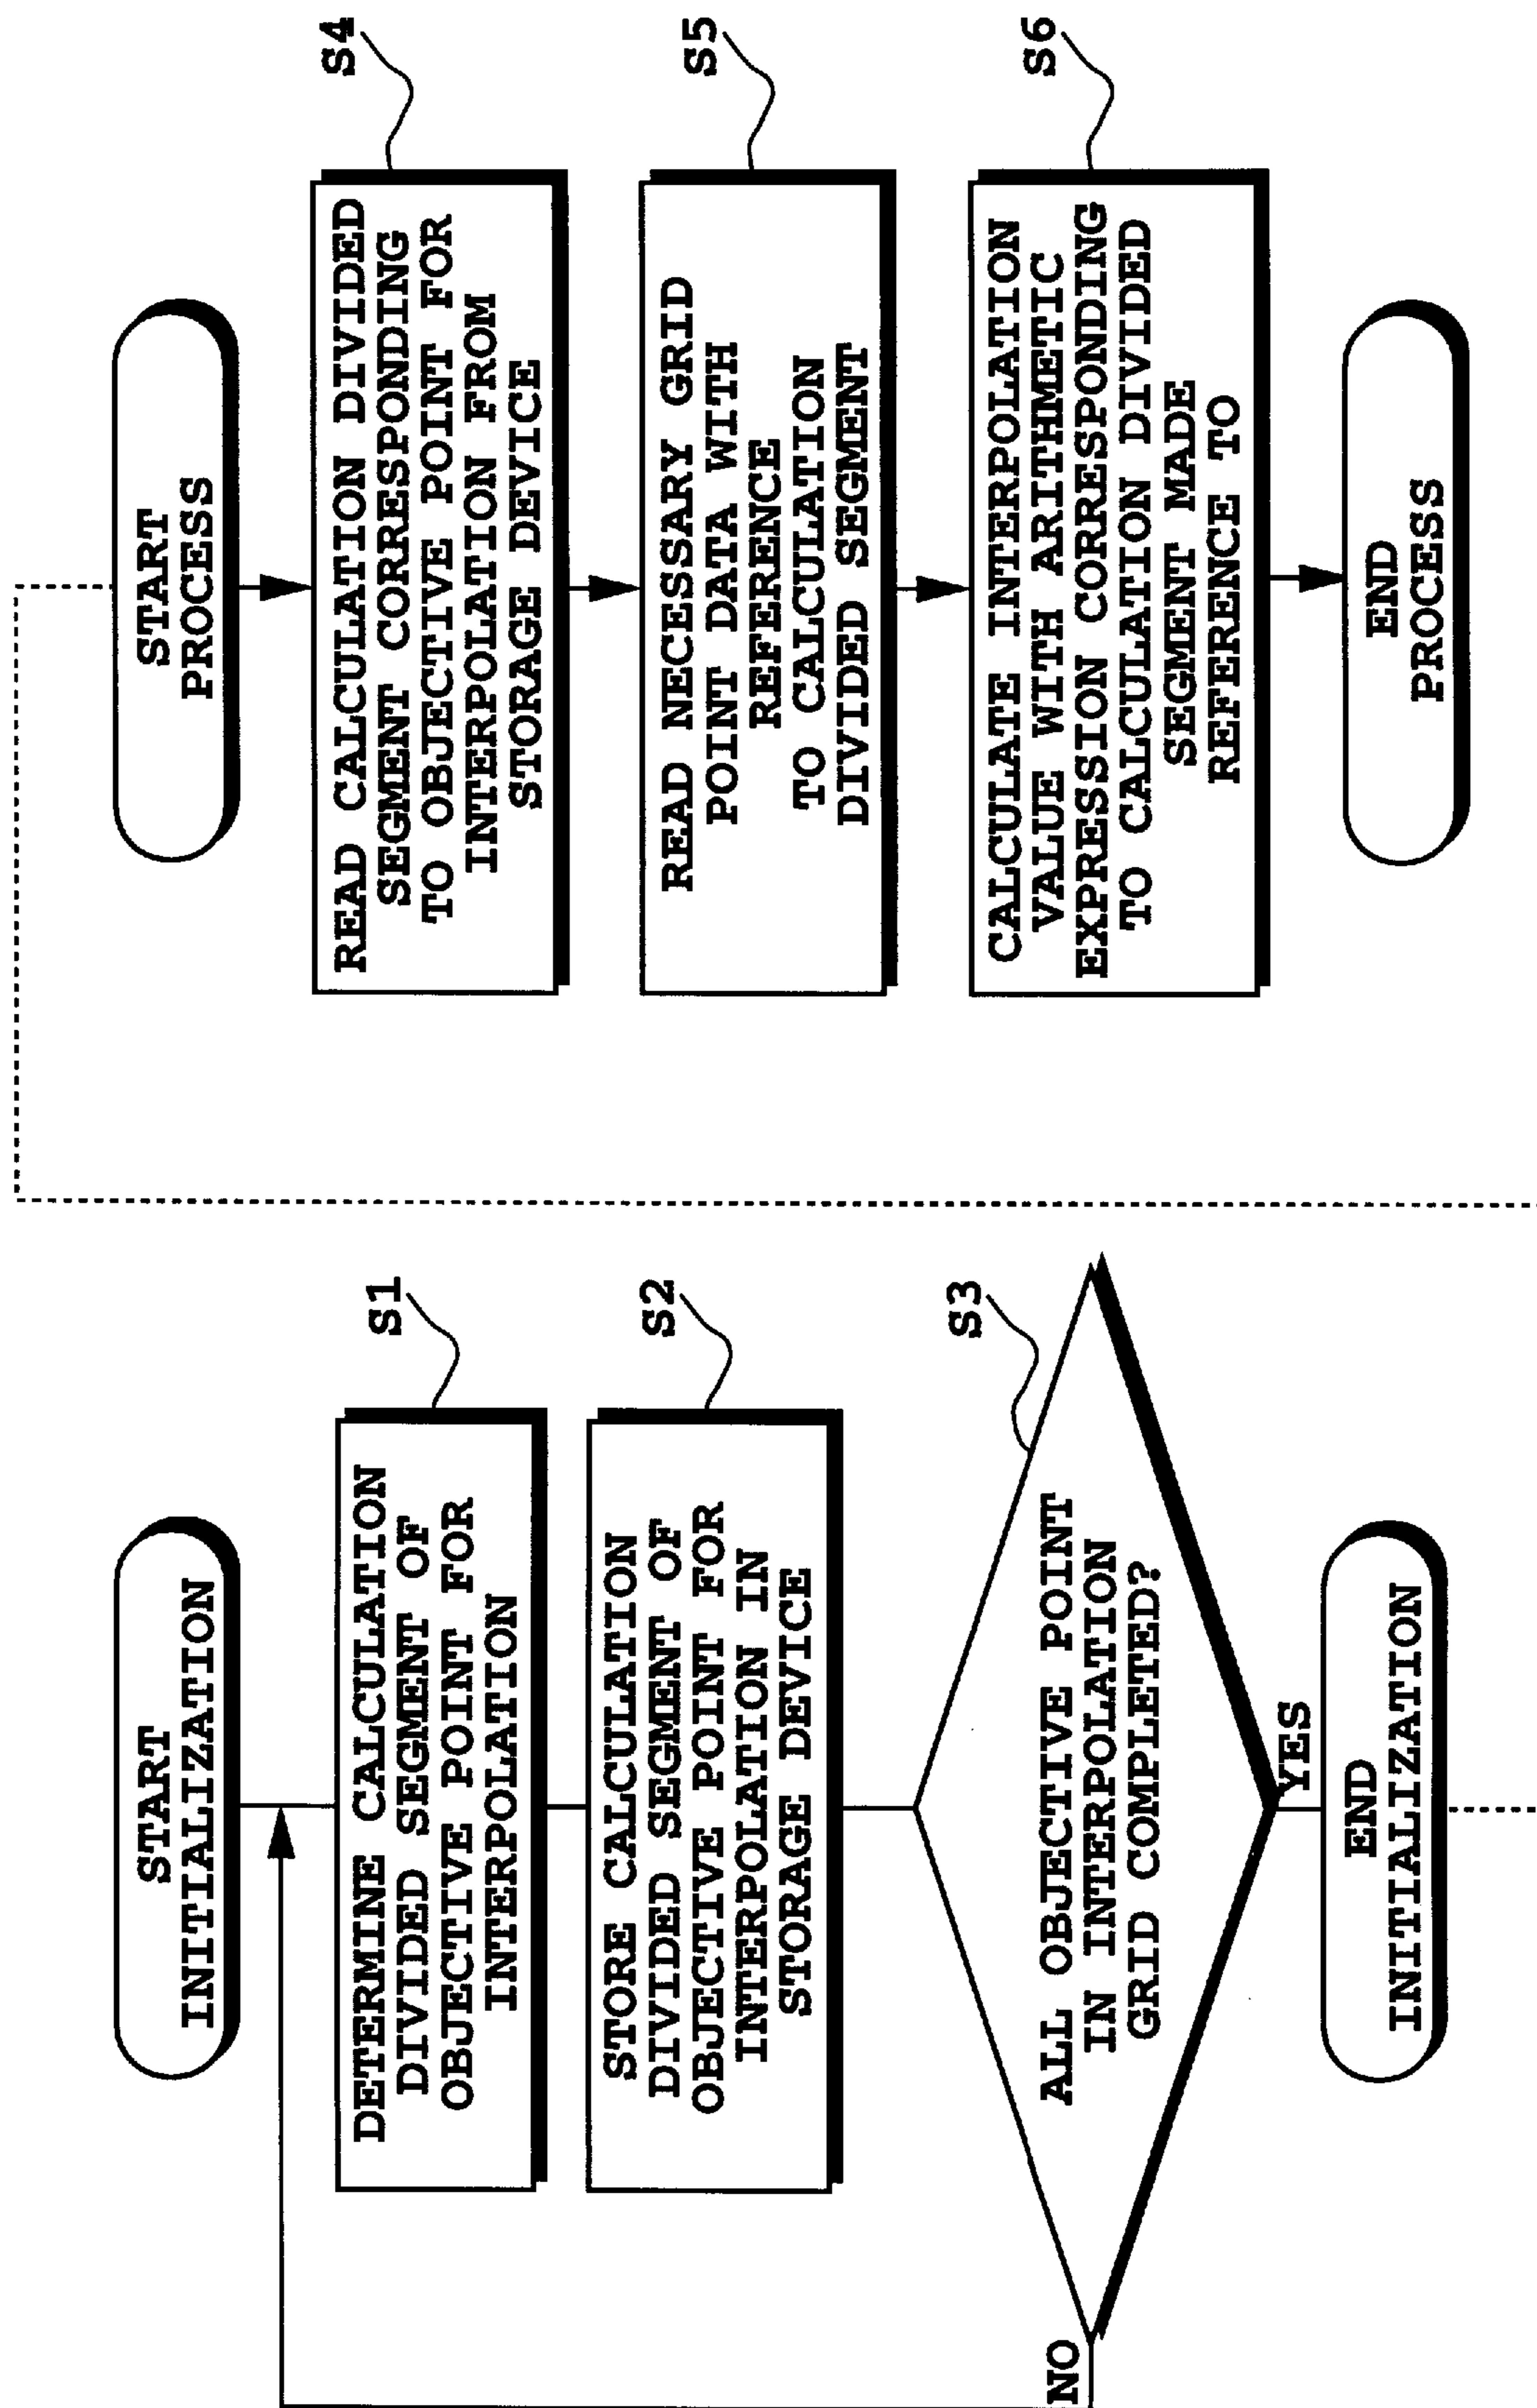 START
INITIALIZATION
S1
DETERMINE CALCULATION
DIVIDED SEGMENT OF
OBJECTIVE POINT FOR
INTERPOLATION
S2
STORE CALCULATION
DIVIDED SEGMENT OF
OBJECTIVE POINT FOR
INTERPOLATION IN
STORAGE DEVICE
S3
ALL OBJECTIVE POINT
IN INTERPOLATION
GRID COMPLETED?
NO
YES
END
INITIALIZATION
START
PROCESS
S4
READ CALCULATION DIVIDED
SEGMENT CORRESPONDING
TO OBJECTIVE POINT FOR
INTERPOLATION FROM
STORAGE DEVICE
S5
READ NECESSARY GRID
POINT DATA WITH
REFERENCE
TO CALCULATION
DIVIDED SEGMENT
S6
CALCULATE INTERPOLATION
VALUE WITH ARITHMETIC
EXPRESSION CORRESPONDING
TO CALCULATION DIVIDED
SEGMENT MADE
REFERENCE TO
END
PROCESS